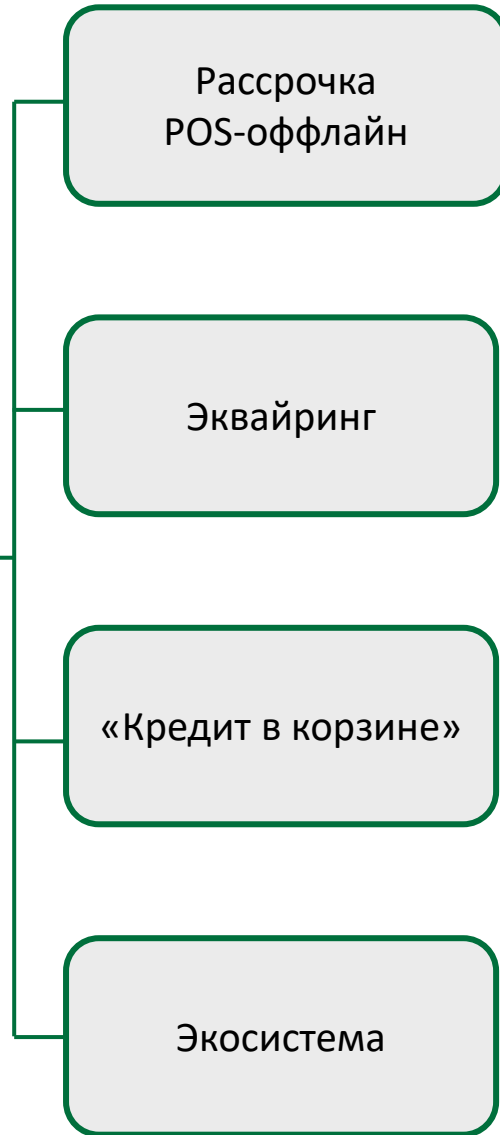 Рассрочка
POS-оффлайн
Эквайринг
«Кредит в корзине»
Экосистема